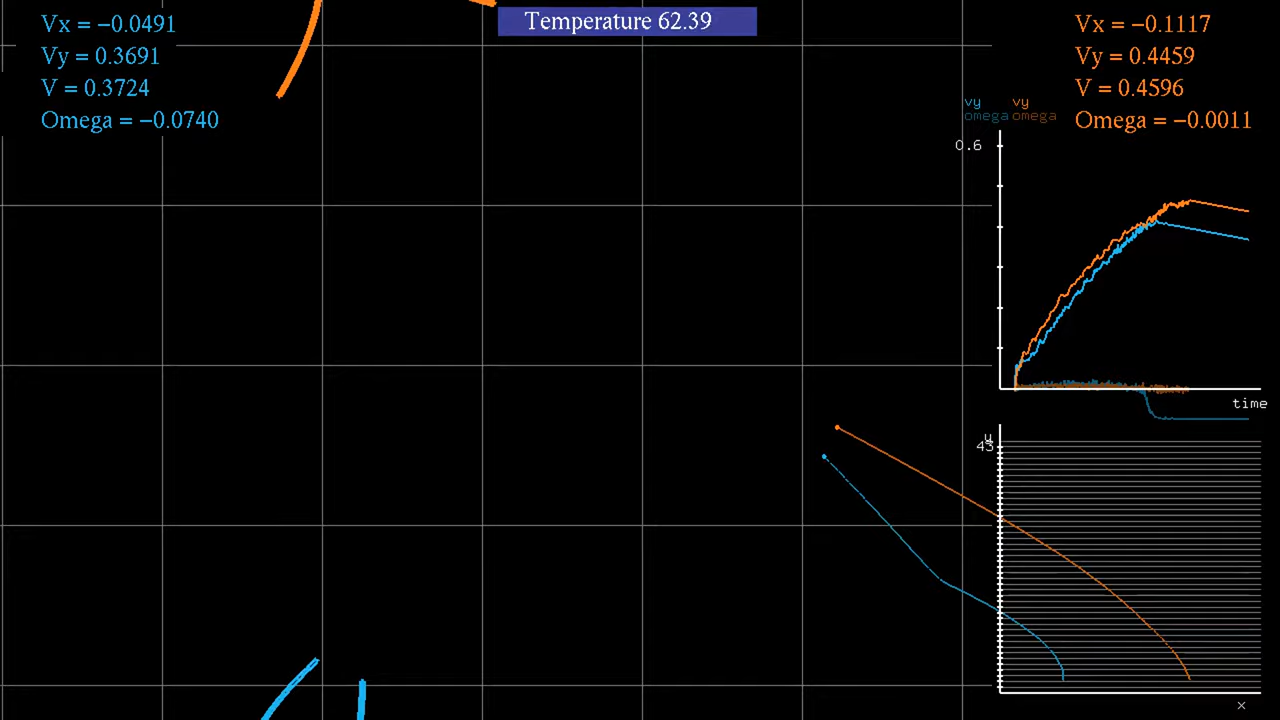 Vx = −0.0491
Vy = 0.3691
V = 0.3724
Omega = −0.0740
Temperature 62.39
Vx = −0.1117
Vy = 0.4459
V = 0.4596
Omega = −0.0011
vy vy
omega omega
0.6
time
y
43
x